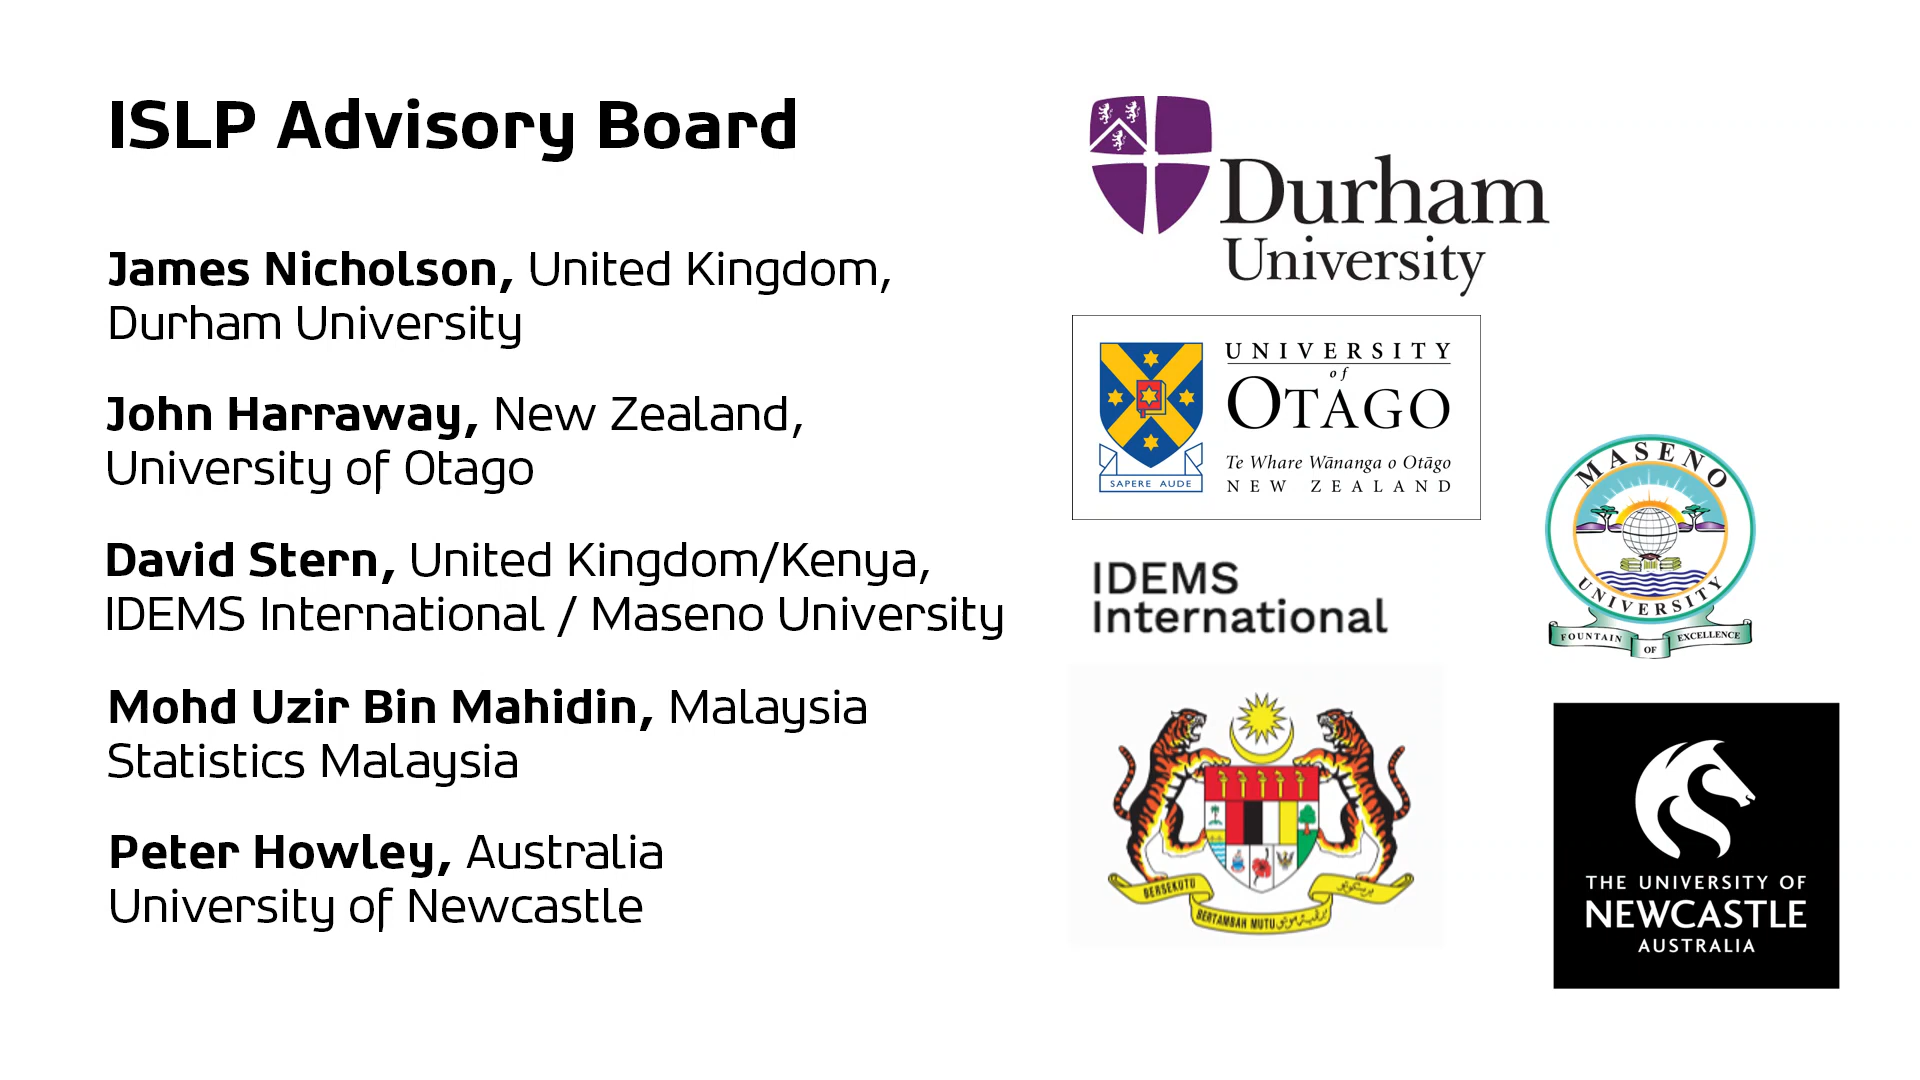 ISLP Advisory Board
James Nicholson, United Kingdom,
Durham University
John Harraway, New Zealand,
University of Otago
David Stern, United Kingdom/Kenya,
IDEMS International / Maseno University
Mohd Uzir Bin Mahidin, Malaysia
Statistics Malaysia
Peter Howley, Australia
University of Newcastle
Durham
University
UNIVERSITY
of
OTAGO
Te Whare Wānanga o Otāgo
NEW ZEALAND
SAPERE AUDE
IDEMS
International
MASENO
UNIVERSITY
FOUNTAIN OF EXCELLENCE
BERSEKUTU
BERTAMBAH MUTU
THE UNIVERSITY OF
NEWCASTLE
AUSTRALIA